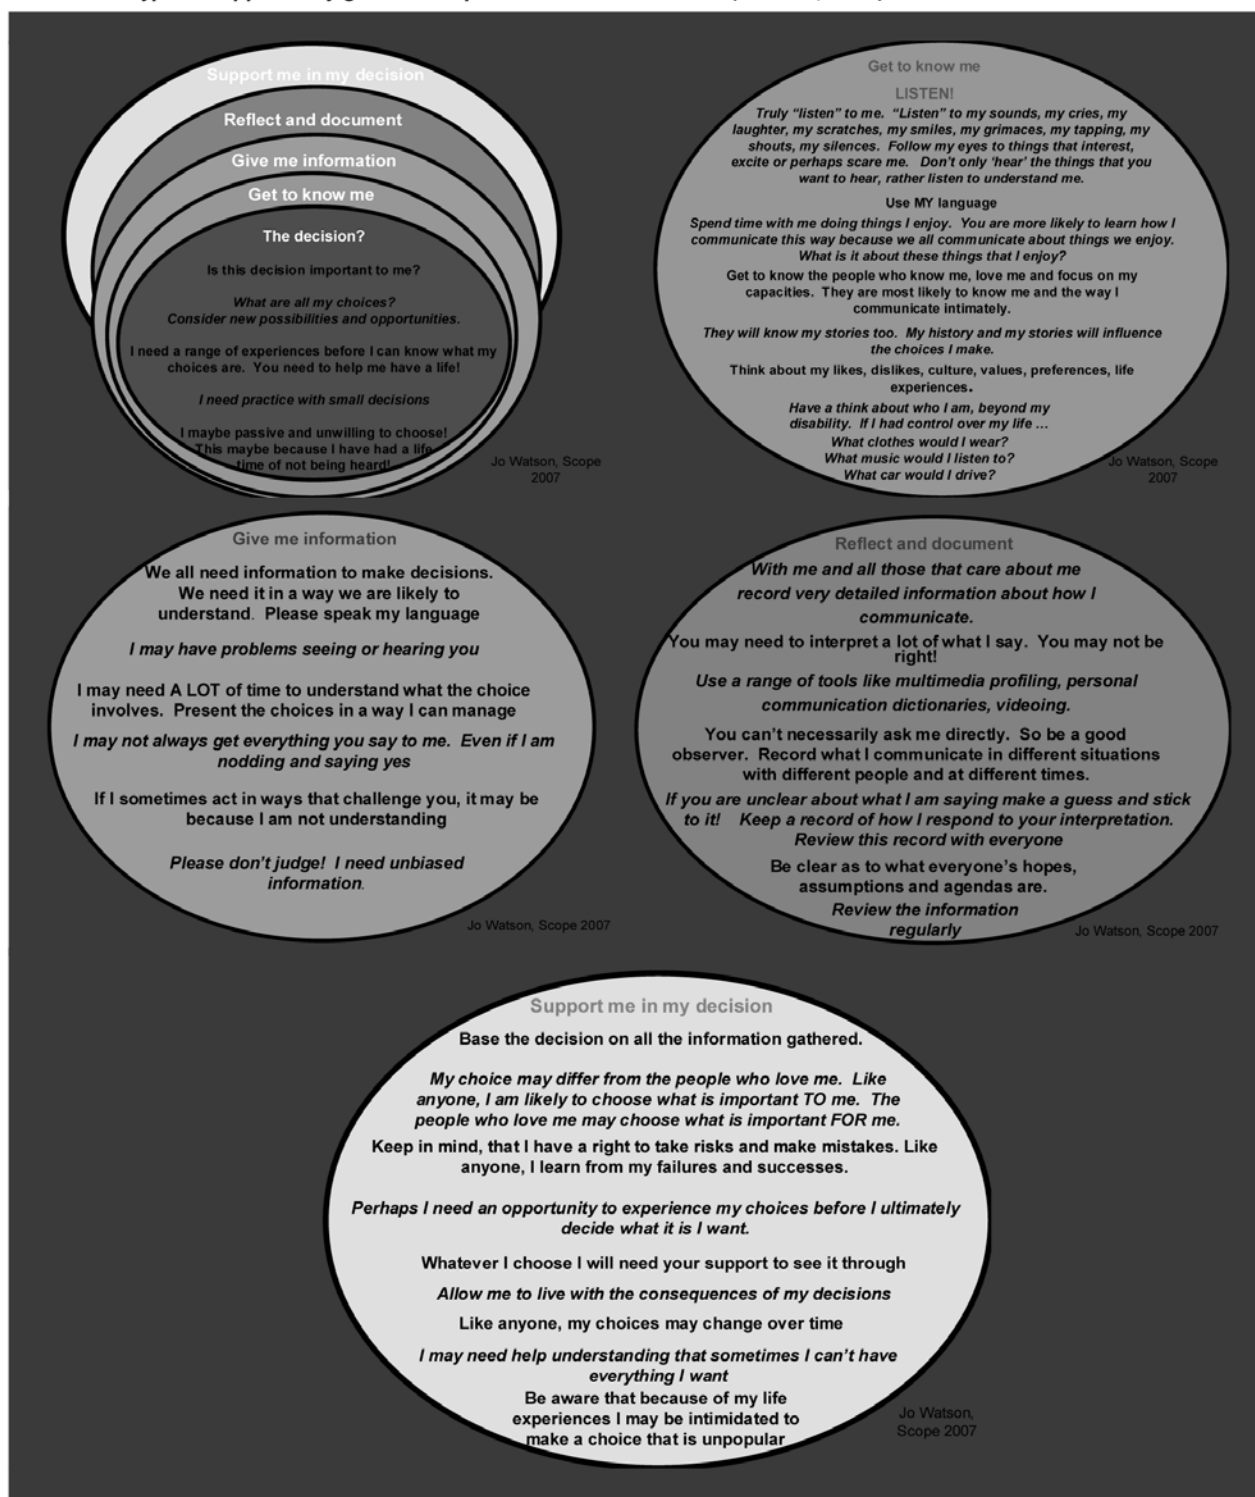 Support me in my decision
Reflect and document
Give me information
Get to know me
The decision?
Is this decision important to me?
What are all my choices?
Consider new possibilities and opportunities.
I need a range of experiences before I can know what my
choices are. You need to help me have a life!
I need practice with small decisions
I maybe passive and unwilling to choose!
This maybe because I have had a life
time of not being heard!
Jo Watson, Scope
2007
Get to know me
LISTEN!
Truly “listen” to me. “Listen” to my sounds, my cries, my
laughter, my scratches, my smiles, my grimaces, my tapping, my
shouts, my silences. Follow my eyes to things that interest,
excite or perhaps scare me. Don’t only ‘hear’ the things that you
want to hear, rather listen to understand me.
Use MY language
Spend time with me doing things I enjoy. You are more likely to learn how I
communicate this way because we all communicate about things we enjoy.
What is it about these things that I enjoy?
Get to know the people who know me, love me and focus on my
capacities. They are most likely to know me and the way I
communicate intimately.
They will know my stories too. My history and my stories will influence
the choices I make.
Think about my likes, dislikes, culture, values, preferences, life
experiences.
Have a think about who I am, beyond my
disability. If I had control over my life …
What clothes would I wear?
What music would I listen to?
What car would I drive?
Jo Watson, Scope
2007
Give me information
We all need information to make decisions.
We need it in a way we are likely to
understand. Please speak my language
I may have problems seeing or hearing you
I may need A LOT of time to understand what the choice
involves. Present the choices in a way I can manage
I may not always get everything you say to me. Even if I am
nodding and saying yes
If I sometimes act in ways that challenge you, it may be
because I am not understanding
Please don’t judge! I need unbiased
information.
Jo Watson, Scope 2007
Reflect and document
With me and all those that care about me
record very detailed information about how I
communicate.
You may need to interpret a lot of what I say. You may not be
right!
Use a range of tools like multimedia profiling, personal
communication dictionaries, videoing.
You can’t necessarily ask me directly. So be a good
observer. Record what I communicate in different situations
with different people and at different times.
If you are unclear about what I am saying make a guess and stick
to it! Keep a record of how I respond to your interpretation.
Review this record with everyone
Be clear as to what everyone’s hopes,
assumptions and agendas are.
Review the information
regularly
Jo Watson, Scope 2007
Support me in my decision
Base the decision on all the information gathered.
My choice may differ from the people who love me. Like
anyone, I am likely to choose what is important TO me. The
people who love me may choose what is important FOR me.
Keep in mind, that I have a right to take risks and make mistakes. Like
anyone, I learn from my failures and successes.
Perhaps I need an opportunity to experience my choices before I ultimately
decide what it is I want.
Whatever I choose I will need your support to see it through
Allow me to live with the consequences of my decisions
Like anyone, my choices may change over time
I may need help understanding that sometimes I can’t have
everything I want
Be aware that because of my life
experiences I may be intimidated to
make a choice that is unpopular
Jo Watson,
Scope 2007